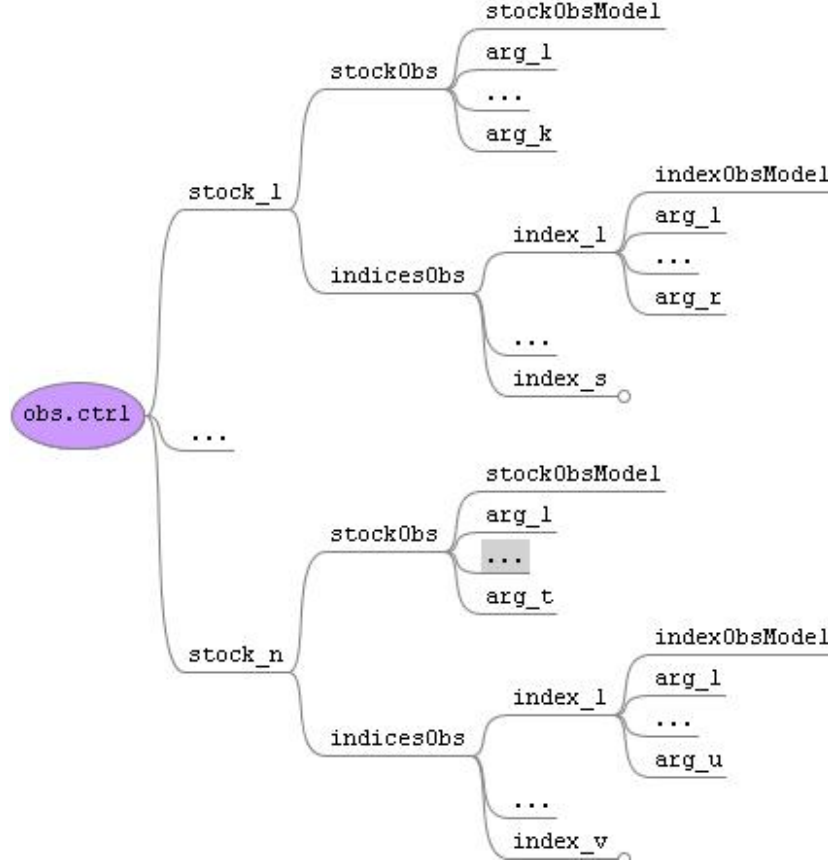 stockObsModel
arg_1
...
arg_k
stockObs
stock_1
indexObsModel
arg_1
...
arg_r
index_1
indicesObs
...
index_s
obs.ctrl
...
stockObsModel
arg_1
...
arg_t
stockObs
stock_n
indexObsModel
arg_1
...
arg_u
index_1
indicesObs
...
index_v